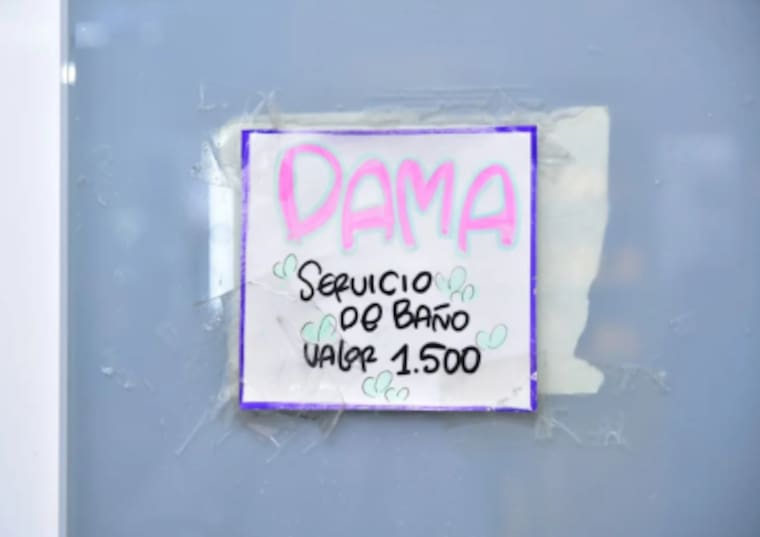 DAMA
SERVICIO
DE BAÑO
VALOR 1.500